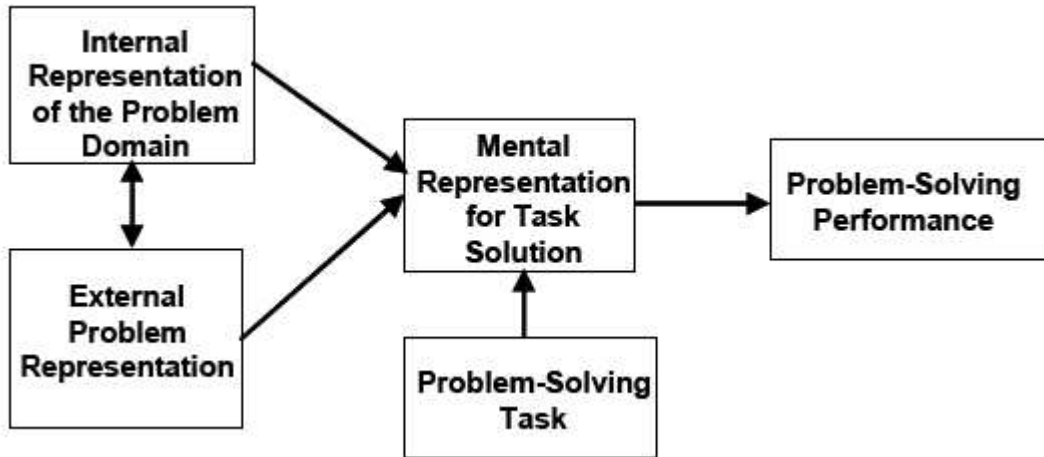 Internal
Representation
of the Problem
Domain
Mental
Representation
for Task
Solution
Problem-Solving
Performance
External
Problem
Representation
Problem-Solving
Task